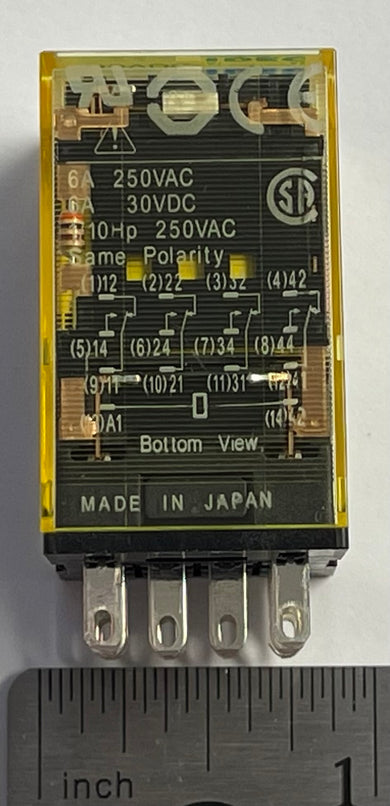 IDEC
CE
6A 250VAC
6A 30VDC
1/10Hp 250VAC
Same Polarity
(1)12 (2)22 (3)32 (4)42
(5)14 (6)24 (7)34 (8)44
(9)11 (10)21 (11)31 (12)41
(13)A1 (14)A2
Bottom View
MADE IN JAPAN
inch 1